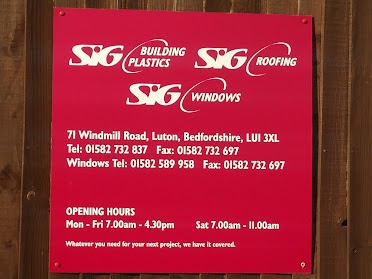 SIG BUILDING PLASTICS SIG ROOFING
SIG WINDOWS
71 Windmill Road, Luton, Bedfordshire, LU1 3XL
Tel: 01582 732 837 Fax: 01582 732 697
Windows Tel: 01582 589 958 Fax: 01582 732 697
OPENING HOURS
Mon - Fri 7.00am - 4.30pm Sat 7.00am - 11.00am
Whatever you need for your next project, we have it covered.